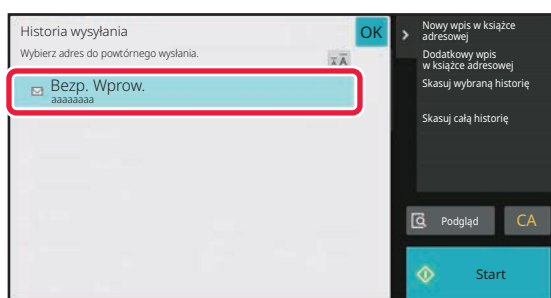 Historia wysyłania
OK
Wybierz adres do powtórnego wysłania.
Bezp. Wprow.
aaaaaaaa
Nowy wpis w książce
adresowej
Dodatkowy wpis
w książce adresowej
Skasuj wybraną historię
Skasuj całą historię
Podgląd
CA
Start